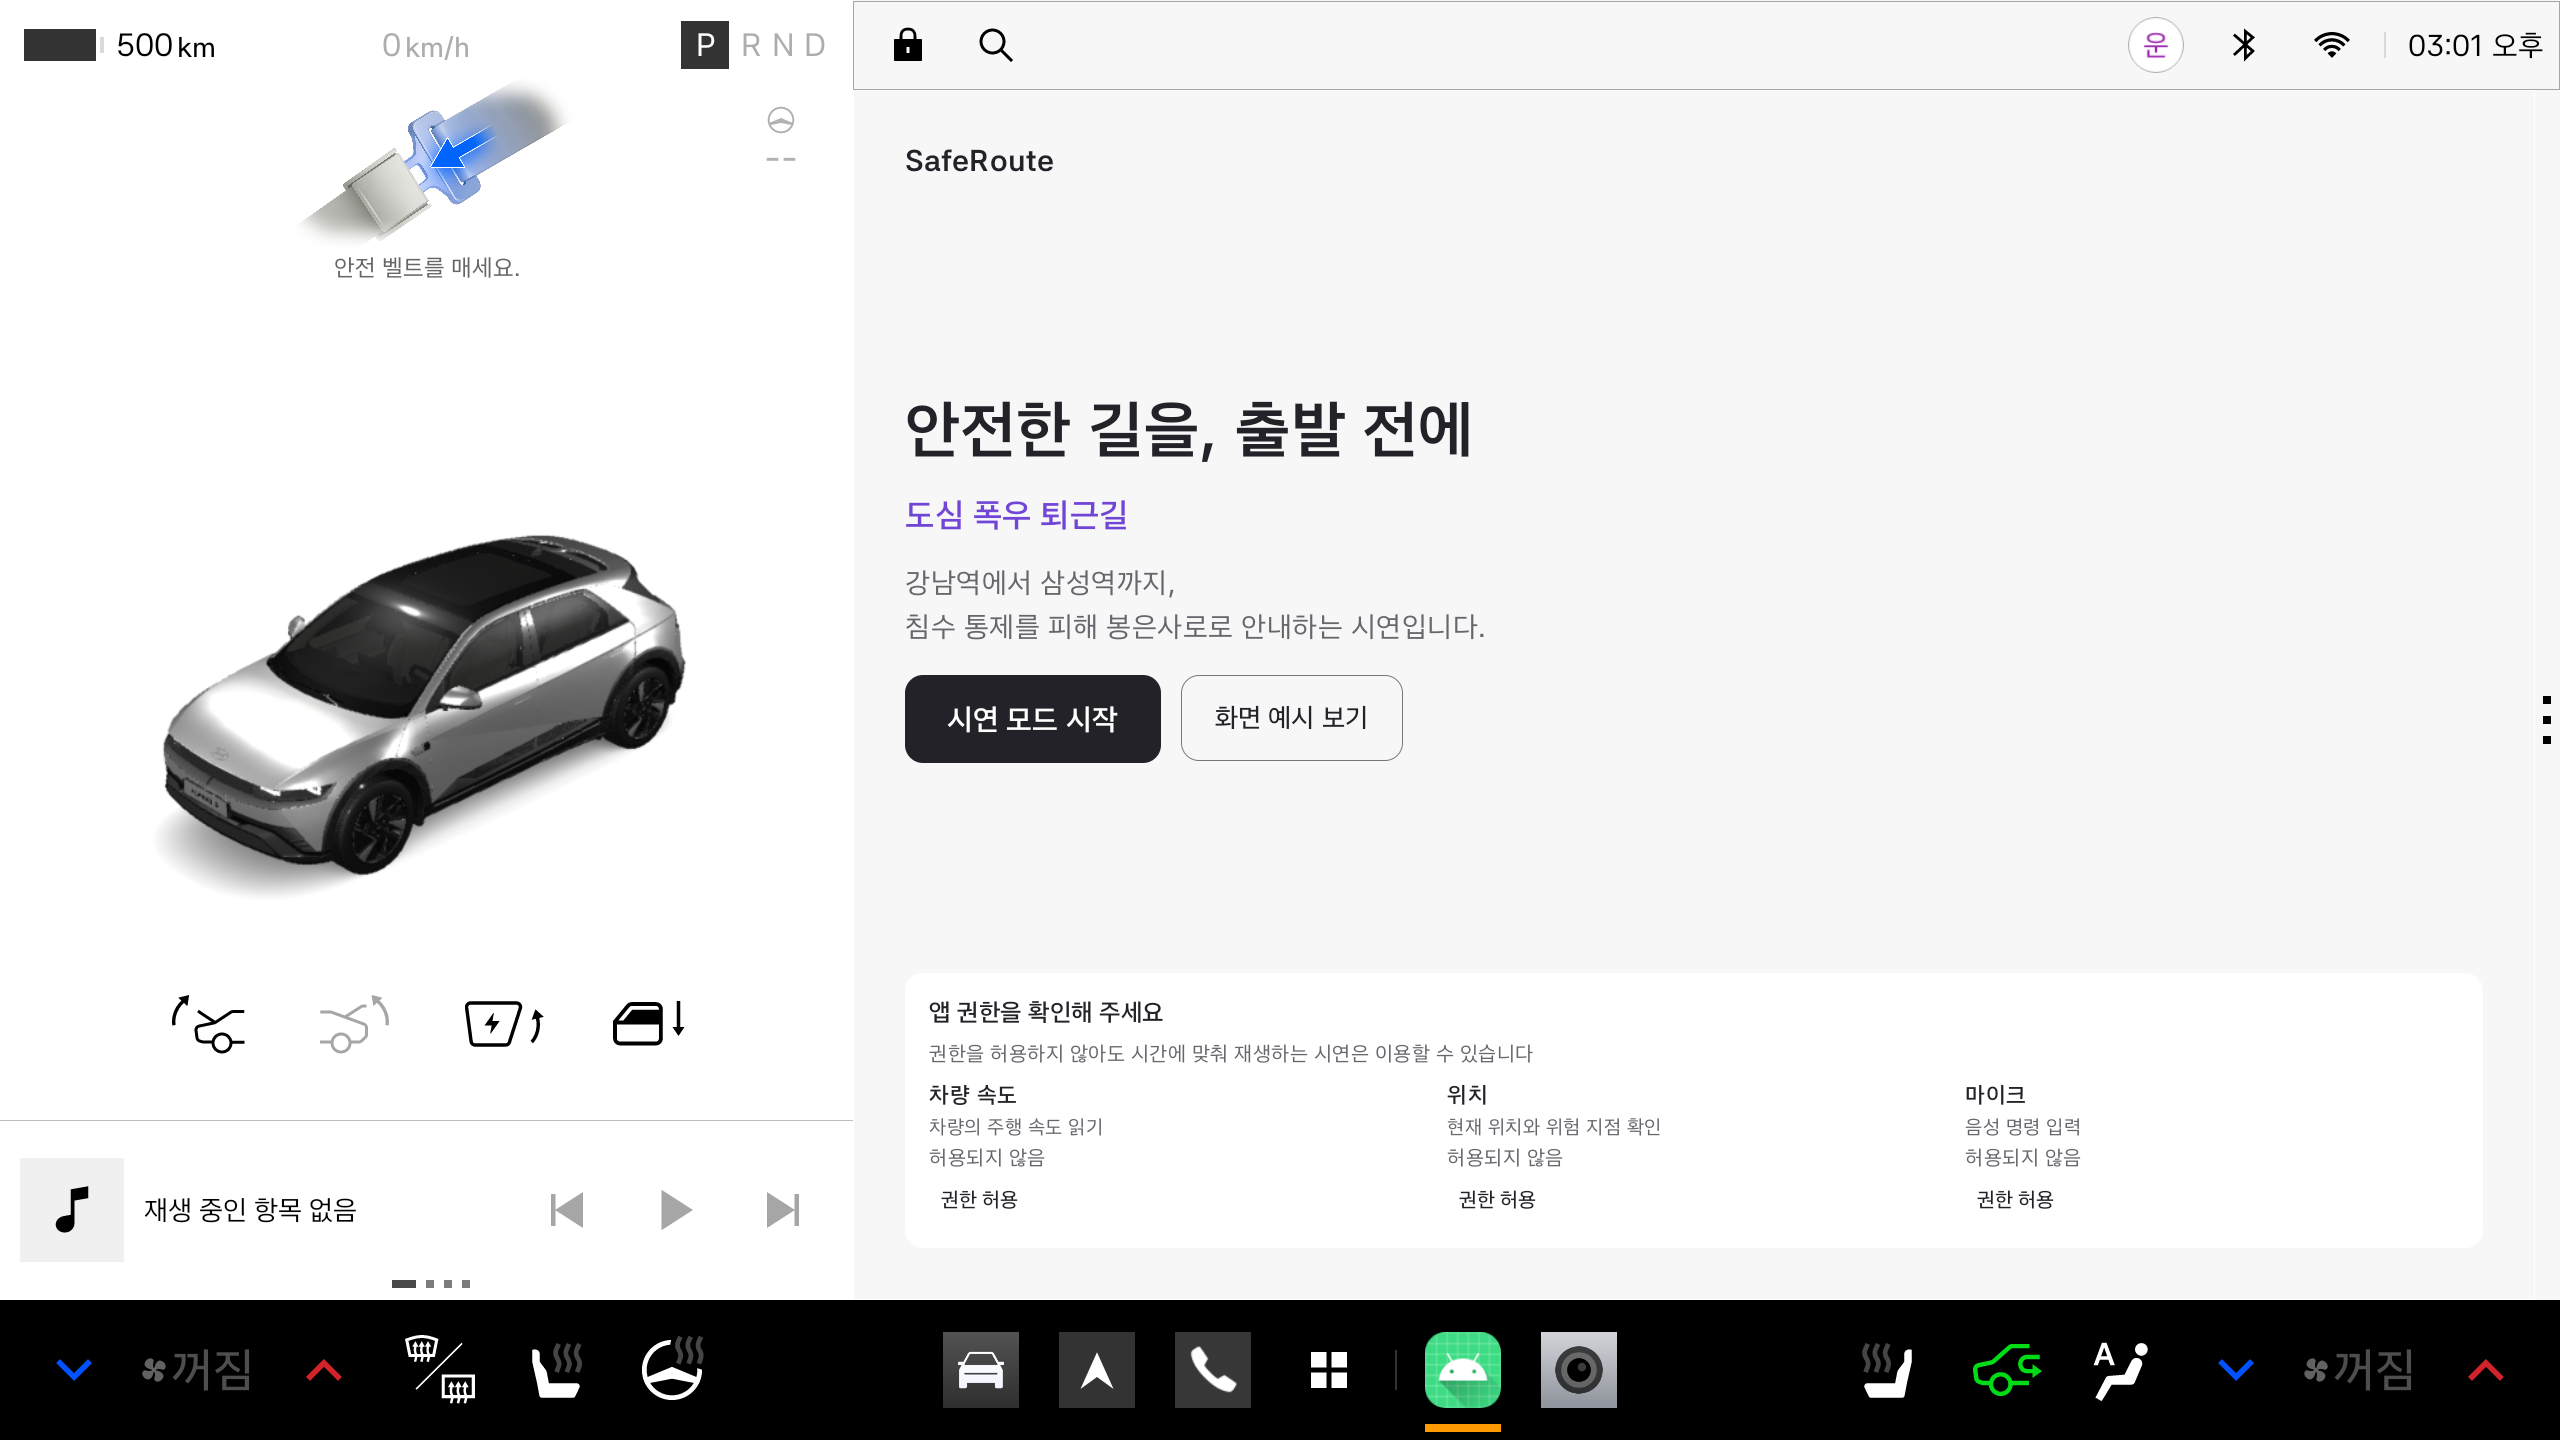 500 km
0 km/h
P R N D
03:01 오후
운
안전 벨트를 매세요.
--
SafeRoute
안전한 길을, 출발 전에
도심 폭우 퇴근길
강남역에서 삼성역까지,
침수 통제를 피해 봉은사로로 안내하는 시연입니다.
시연 모드 시작
화면 예시 보기
앱 권한을 확인해 주세요
권한을 허용하지 않아도 시간에 맞춰 재생하는 시연은 이용할 수 있습니다
차량 속도
차량의 주행 속도 읽기
허용되지 않음
권한 허용
위치
현재 위치와 위험 지점 확인
허용되지 않음
권한 허용
마이크
음성 명령 입력
허용되지 않음
권한 허용
재생 중인 항목 없음
꺼짐
A
꺼짐